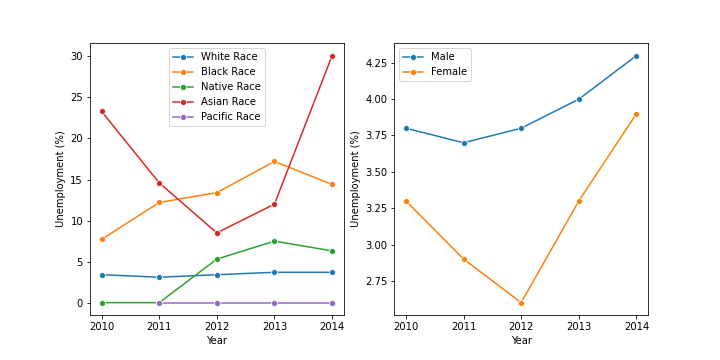 Unemployment (%)
30
25
20
15
10
5
0
White Race
Black Race
Native Race
Asian Race
Pacific Race
2010 2011 2012 2013 2014
Year
Unemployment (%)
4.25
4.00
3.75
3.50
3.25
3.00
2.75
Male
Female
2010 2011 2012 2013 2014
Year